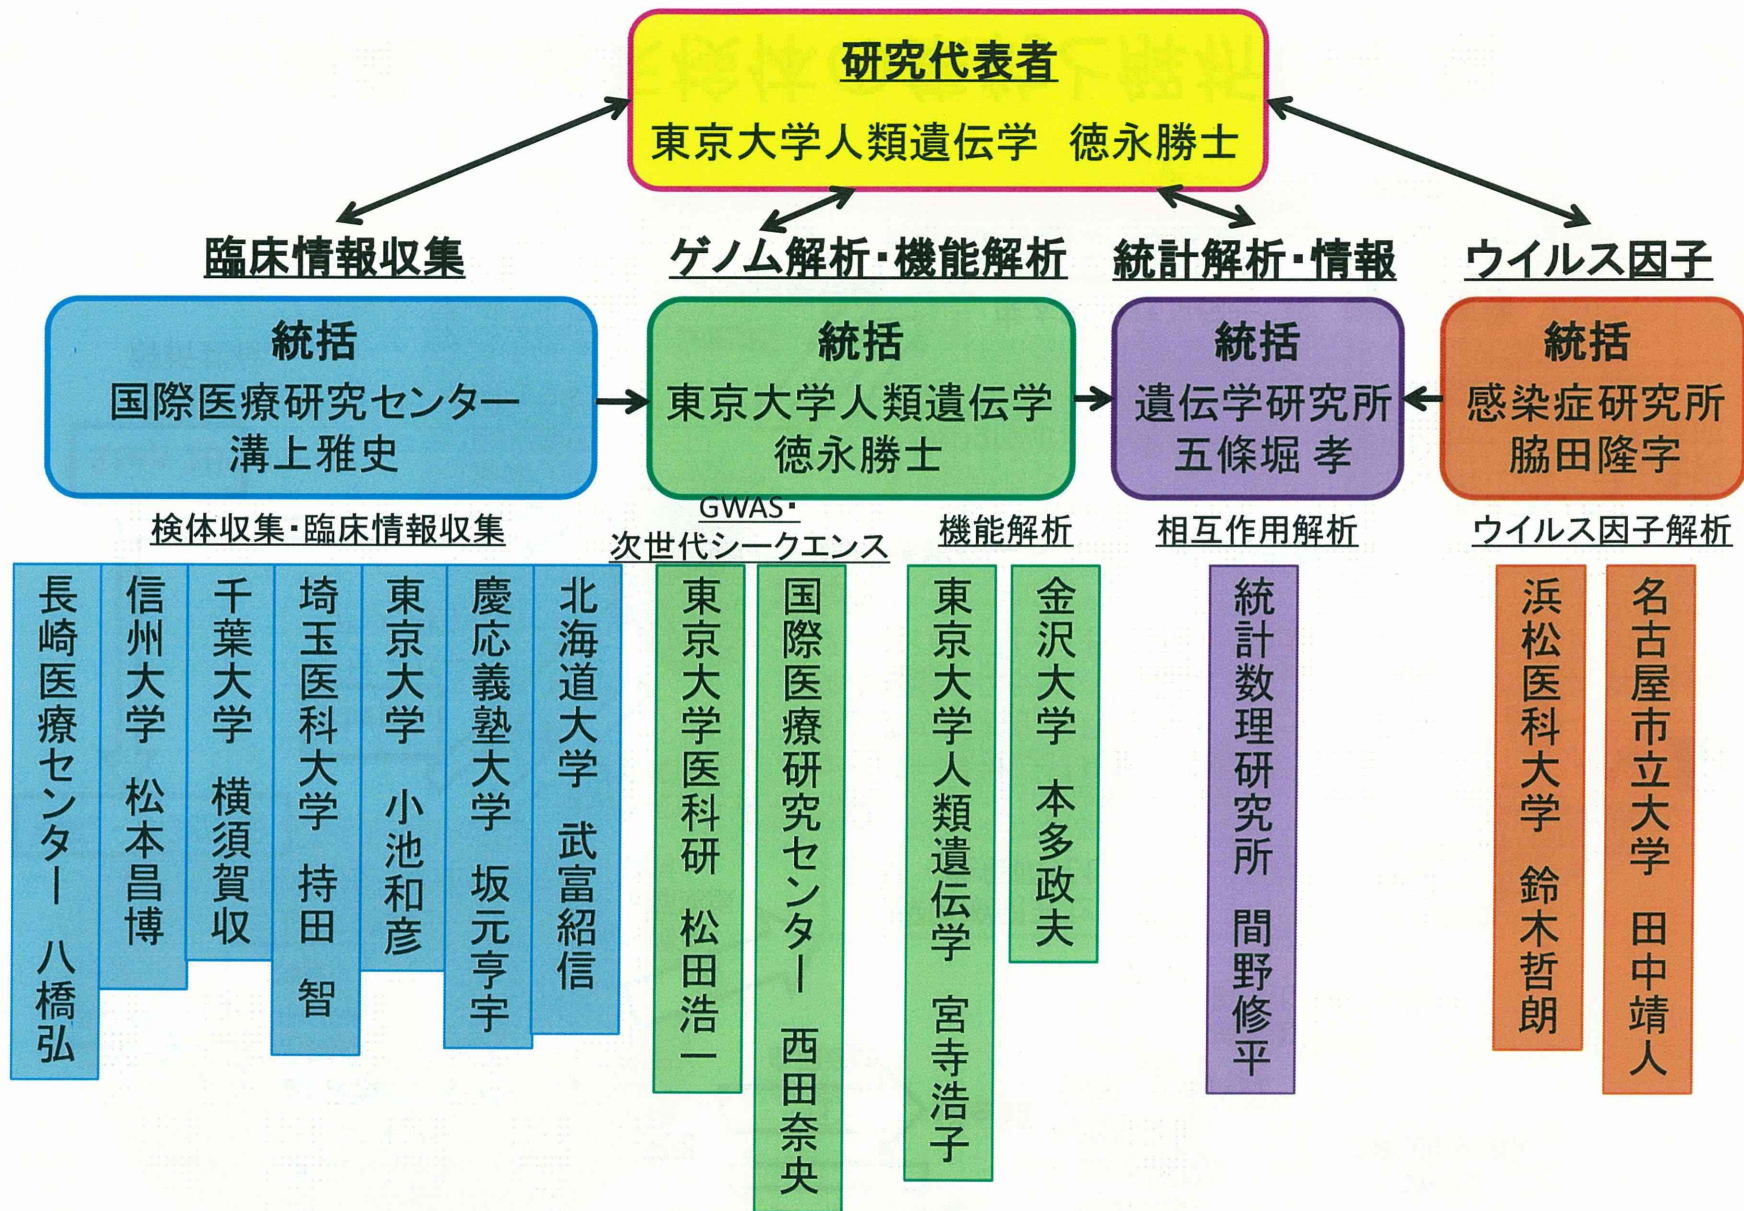 研究代表者
東京大学人類遺伝学 徳永勝士
臨床情報収集
ゲノム解析・機能解析
統計解析・情報
ウイルス因子
統括
国際医療研究センター
溝上雅史
統括
東京大学人類遺伝学
徳永勝士
統括
遺伝学研究所
五條堀 孝
統括
感染症研究所
脇田隆字
検体収集・臨床情報収集
GWAS・
次世代シークエンス
機能解析
相互作用解析
ウイルス因子解析
長崎医療センター 八橋弘
信州大学 松本昌博
千葉大学 横須賀収
埼玉医科大学 持田 智
東京大学 小池和彦
慶応義塾大学 坂元亨宇
北海道大学 武富紹信
東京大学医科研 松田浩一
国際医療研究センター 西田奈央
東京大学人類遺伝学 宮寺浩子
金沢大学 本多政夫
統計数理研究所 間野修平
浜松医科大学 鈴木哲朗
名古屋市立大学 田中靖人